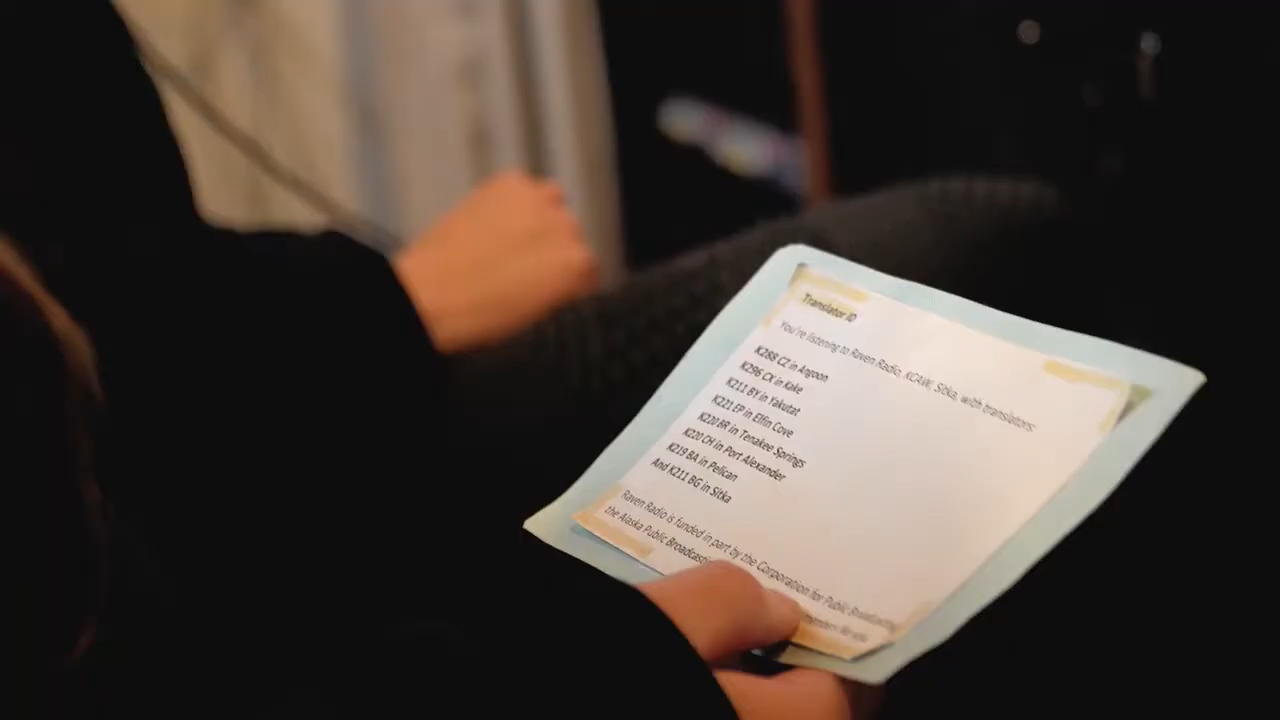 Translator ID
You're listening to Raven Radio, KCAW, Sitka, with translators:
K288 CZ in Angoon
K296 CX in Kake
K211 BY in Yakutat
K221 EP in Elfin Cove
K220 BR in Tenakee Springs
K220 CH in Port Alexander
K219 BA in Pelican
And K211 BG in Sitka
Raven Radio is funded in part by the Corporation for Public Broadcasting
the Alaska Public members like you